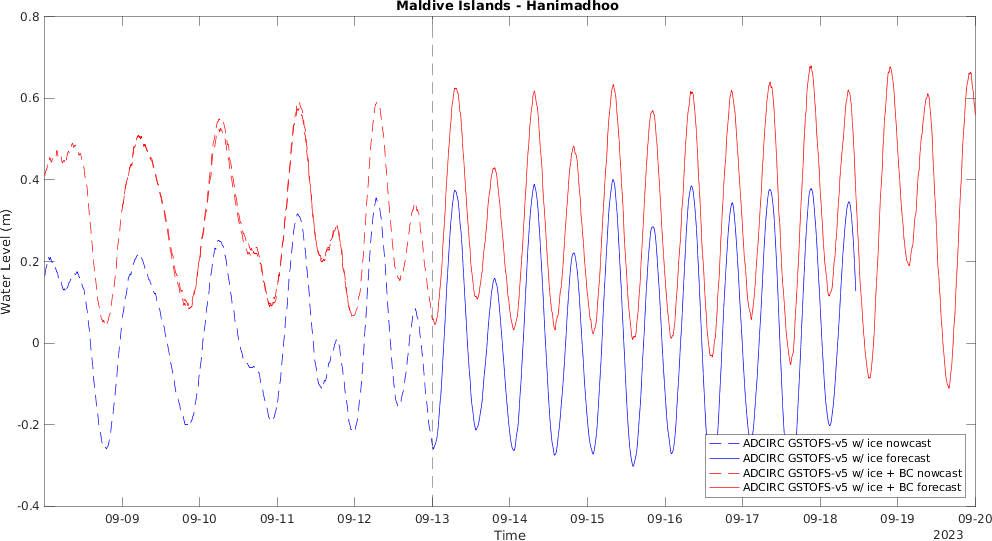 Maldive Islands - Hanimadhoo
Water Level (m)
0.8
0.6
0.4
0.2
0
-0.2
-0.4
09-09
09-10
09-11
09-12
09-13
09-14
09-15
09-16
09-17
09-18
09-19
09-20
Time
2023
ADCIRC GSTOFS-v5 w/ ice nowcast
ADCIRC GSTOFS-v5 w/ ice forecast
ADCIRC GSTOFS-v5 w/ ice + BC nowcast
ADCIRC GSTOFS-v5 w/ ice + BC forecast